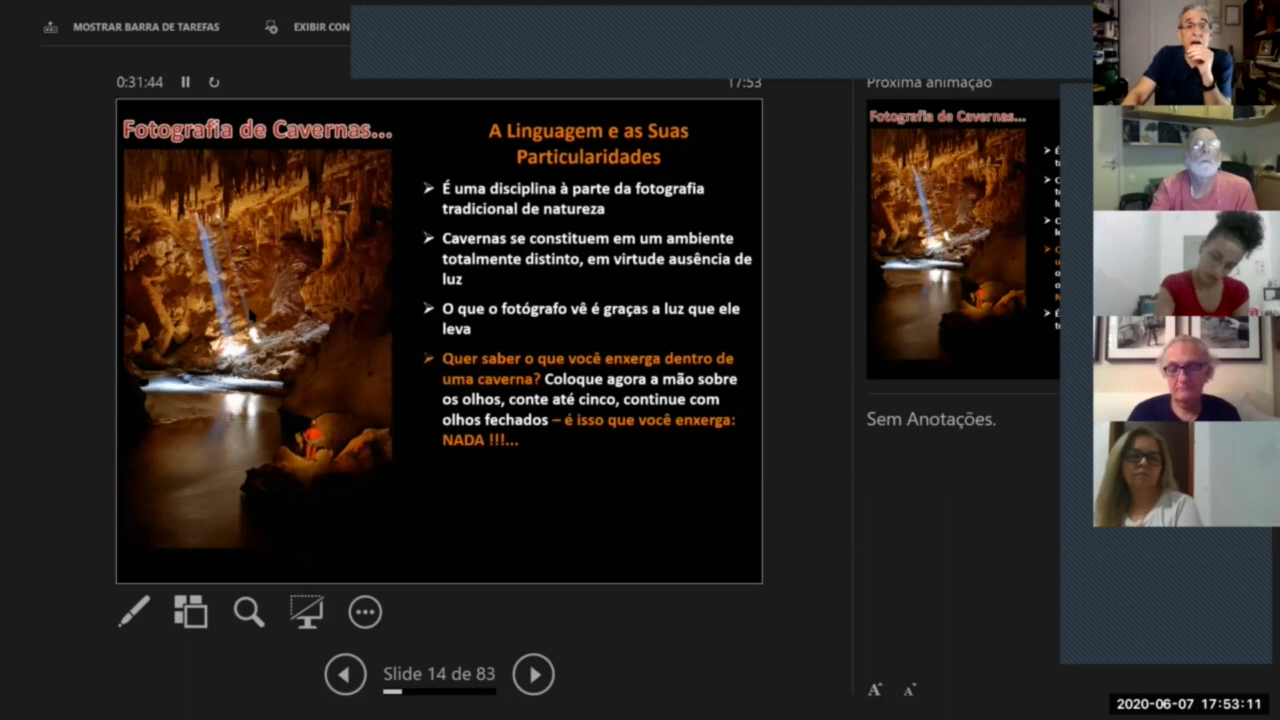 MOSTRAR BARRA DE TAREFAS
EXIBIR CON
0:31:44
17:53
Próxima animação
Fotografia de Cavernas...
A Linguagem e as Suas
Particularidades
➢ É uma disciplina à parte da fotografia
tradicional de natureza
➢ Cavernas se constituem em um ambiente
totalmente distinto, em virtude ausência de
luz
➢ O que o fotógrafo vê é graças a luz que ele
leva
➢ Quer saber o que você enxerga dentro de
uma caverna? Coloque agora a mão sobre
os olhos, conte até cinco, continue com
olhos fechados – é isso que você enxerga:
NADA !!!...
Fotografia de Cavernas...
Sem Anotações.
Slide 14 de 83
A A
2020-06-07 17:53:11